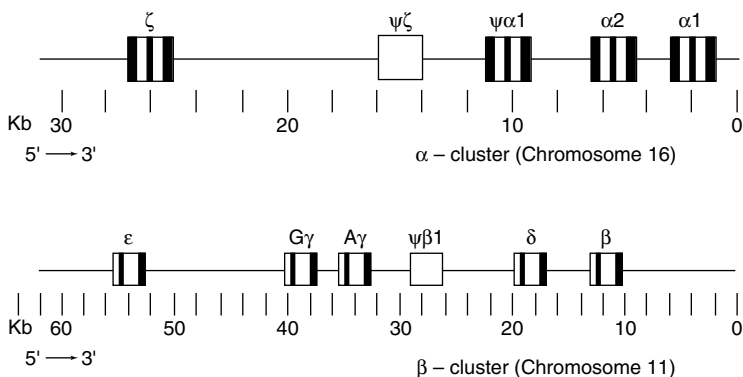 ζ ψζ ψα1 α2 α1
Kb 30 20 10 0
5' → 3' α – cluster (Chromosome 16)
ε Gγ Aγ ψβ1 δ β
Kb 60 50 40 30 20 10 0
5' → 3' β – cluster (Chromosome 11)